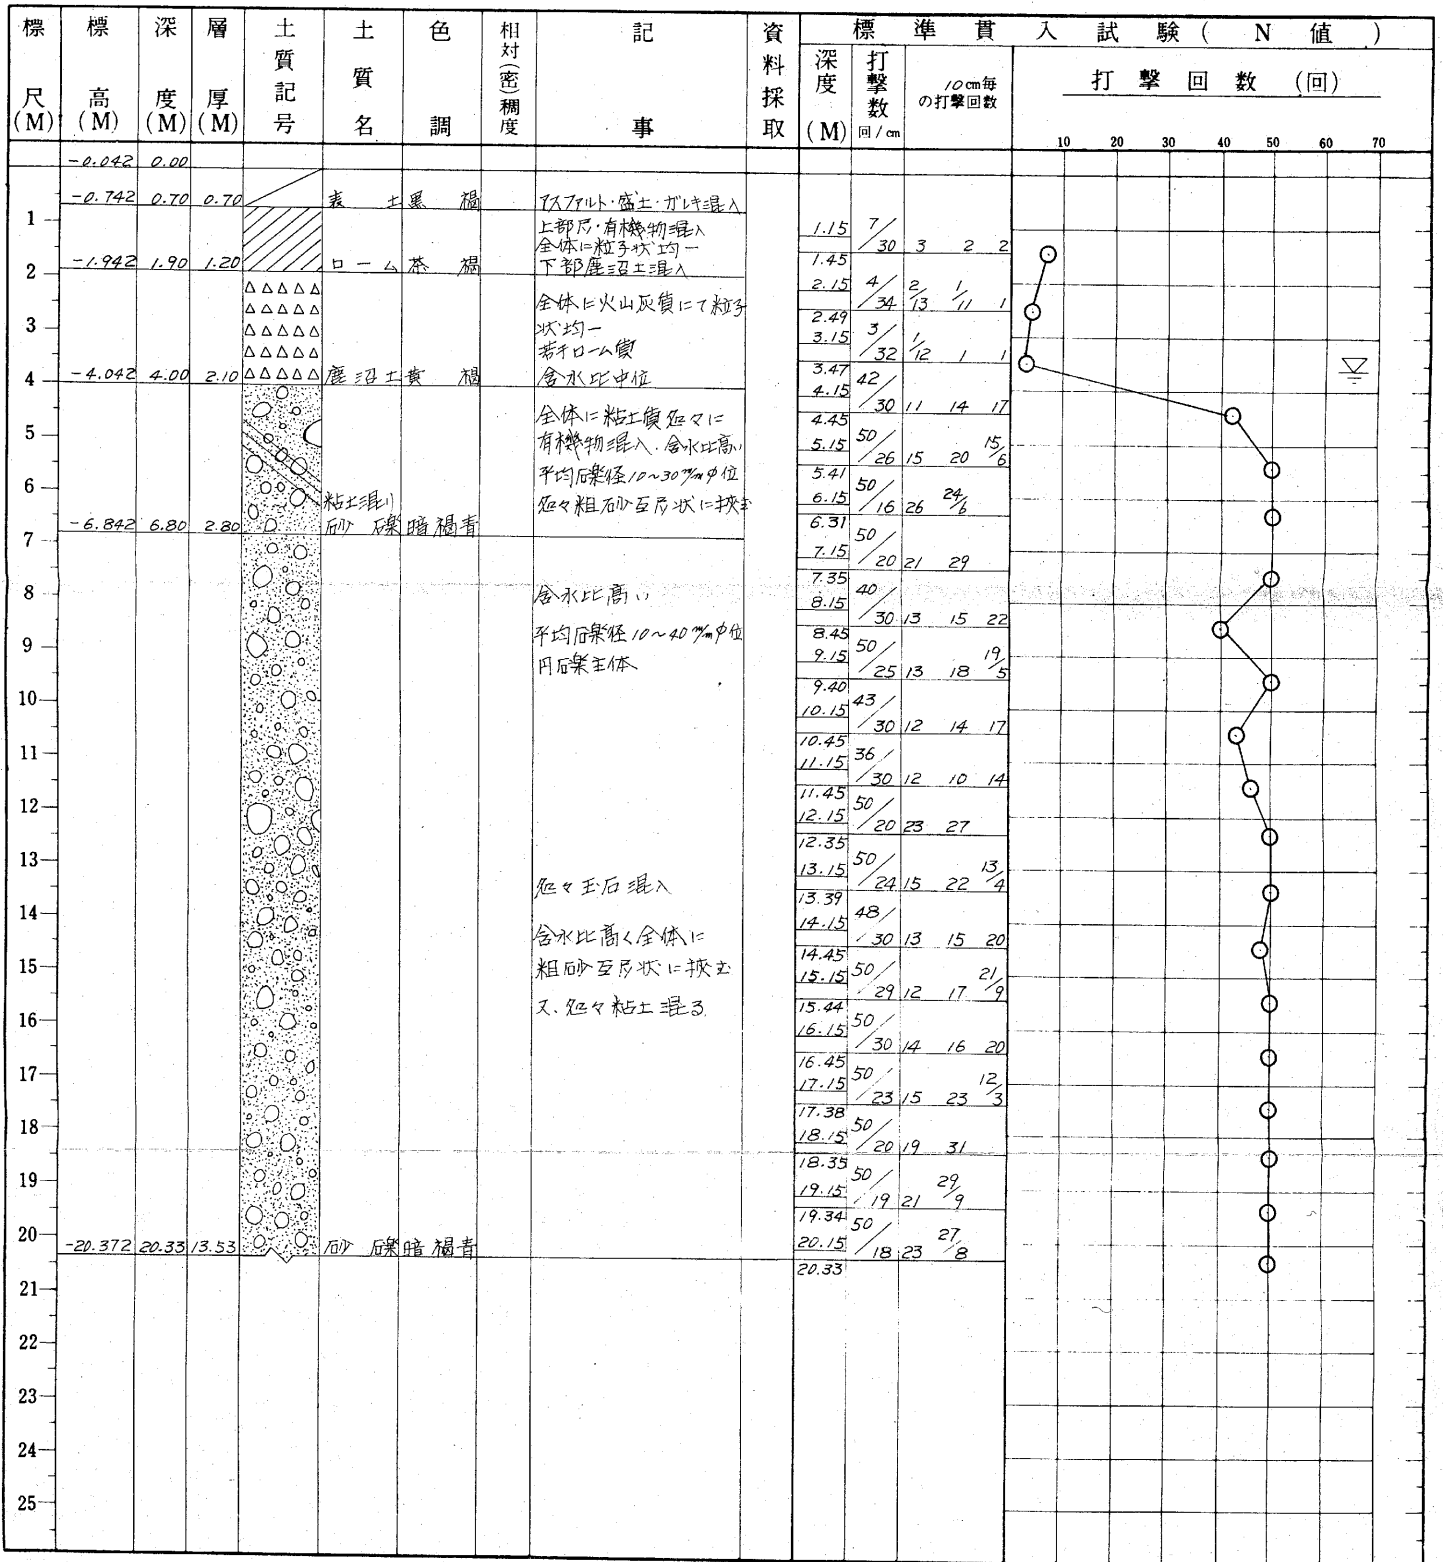 標尺(M) 標高(M) 深度(M) 層厚(M) 土質記号 土質名 色調 相対(密)稠度 記事 資料採取 標準貫入試験(N値)
深度(M) 打撃数 回/cm 10cm毎の打撃回数 打撃回数(回)
10 20 30 40 50 60 70
-0.042 0.00
-0.742 0.70 0.70 表土 黒褐 アスファルト・盛土・ガレキ混入
上部尺・有機物混入
全体に粒子状均一
-1.942 1.90 1.20 ローム 茶褐 下部鹿沼土混入
全体に火山灰質にて粒子
状均一
若干ローム質
-4.042 4.00 2.10 鹿沼土 黄褐 含水比中位
全体に粘土質処々に
有機物混入、含水比高い
平均礫径10~30m/mφ位
処々粗砂互尺状に挟む
粘土混り
-6.842 6.80 2.80 砂礫 暗褐青
含水比高い
平均礫径10~40m/mφ位
円礫主体
処々玉石混入
含水比高く全体に
粗砂互尺状に挟む
又、処々粘土混る
-20.372 20.33 13.53 砂礫 暗褐青
1
2
3
4
5
6
7
8
9
10
11
12
13
14
15
16
17
18
19
20
21
22
23
24
25
1.15 7/30 3 2 2
1.45
2.15 4/34 2/13 1/11 1
2.49
3.15 3/32 1/12 1 1
3.47
4.15 42/30 11 14 17
4.45
5.15 50/26 15 20 15/6
5.41
6.15 50/16 26 24/6
6.31
7.15 50/20 21 29
7.35
8.15 40/30 13 15 22
8.45
9.15 50/25 13 18 19/5
9.40
10.15 43/30 12 14 17
10.45
11.15 36/30 12 10 14
11.45
12.15 50/20 23 27
12.35
13.15 50/24 15 22 13/4
13.39
14.15 48/30 13 15 20
14.45
15.15 50/29 12 17 21/9
15.44
16.15 50/30 14 16 20
16.45
17.15 50/23 15 23 12/3
17.38
18.15 50/20 19 31
18.35
19.15 50/19 21 29/9
19.34
20.15 50/18 23 27/8
20.33